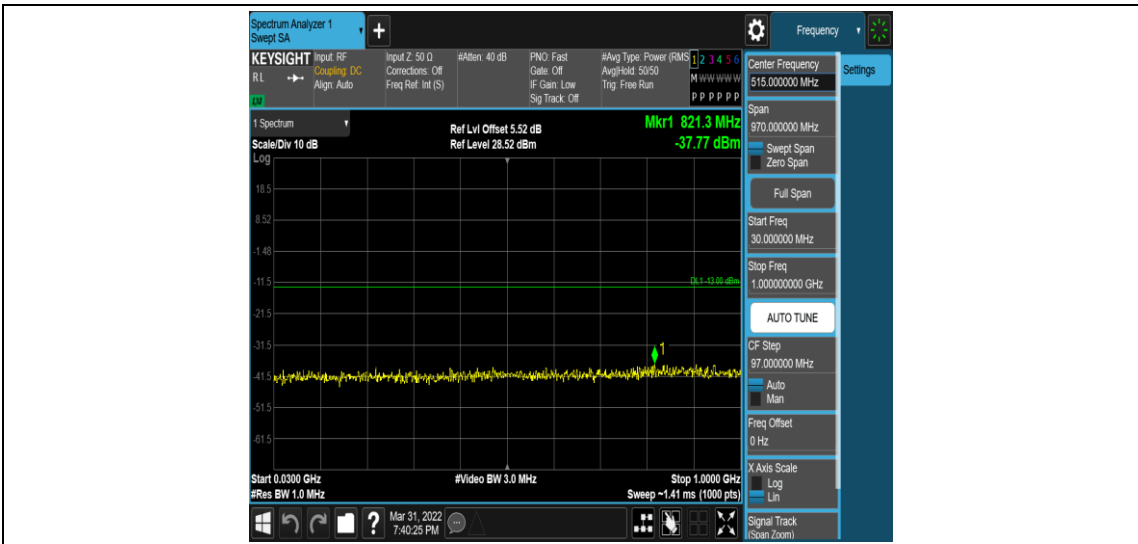 Spectrum Analyzer 1
Swept SA
Frequency
KEYSIGHT
RL
LXI
Input: RF
Coupling: DC
Align: Auto
Input Z: 50 Ω
Corrections: Off
Freq Ref: Int (S)
#Atten: 40 dB
PNO: Fast
Gate: Off
IF Gain: Low
Sig Track: Off
#Avg Type: Power (RMS
Avg|Hold: 50/50
Trig: Free Run
1 2 3 4 5 6
M W W W W W
P P P P P P
1 Spectrum
Scale/Div 10 dB
Ref Lvl Offset 5.52 dB
Ref Level 28.52 dBm
Mkr1 821.3 MHz
-37.77 dBm
Log
18.5
8.52
-1.48
-11.5
DL1 -13.00 dBm
-21.5
-31.5
1
-41.5
-51.5
-61.5
Start 0.0300 GHz
#Res BW 1.0 MHz
#Video BW 3.0 MHz
Stop 1.0000 GHz
Sweep ~1.41 ms (1000 pts)
?
Mar 31, 2022
7:40:25 PM
Center Frequency
515.000000 MHz
Span
970.000000 MHz
Swept Span
Zero Span
Full Span
Start Freq
30.000000 MHz
Stop Freq
1.000000000 GHz
AUTO TUNE
CF Step
97.000000 MHz
Auto
Man
Freq Offset
0 Hz
X Axis Scale
Log
Lin
Signal Track
(Span Zoom)
Settings